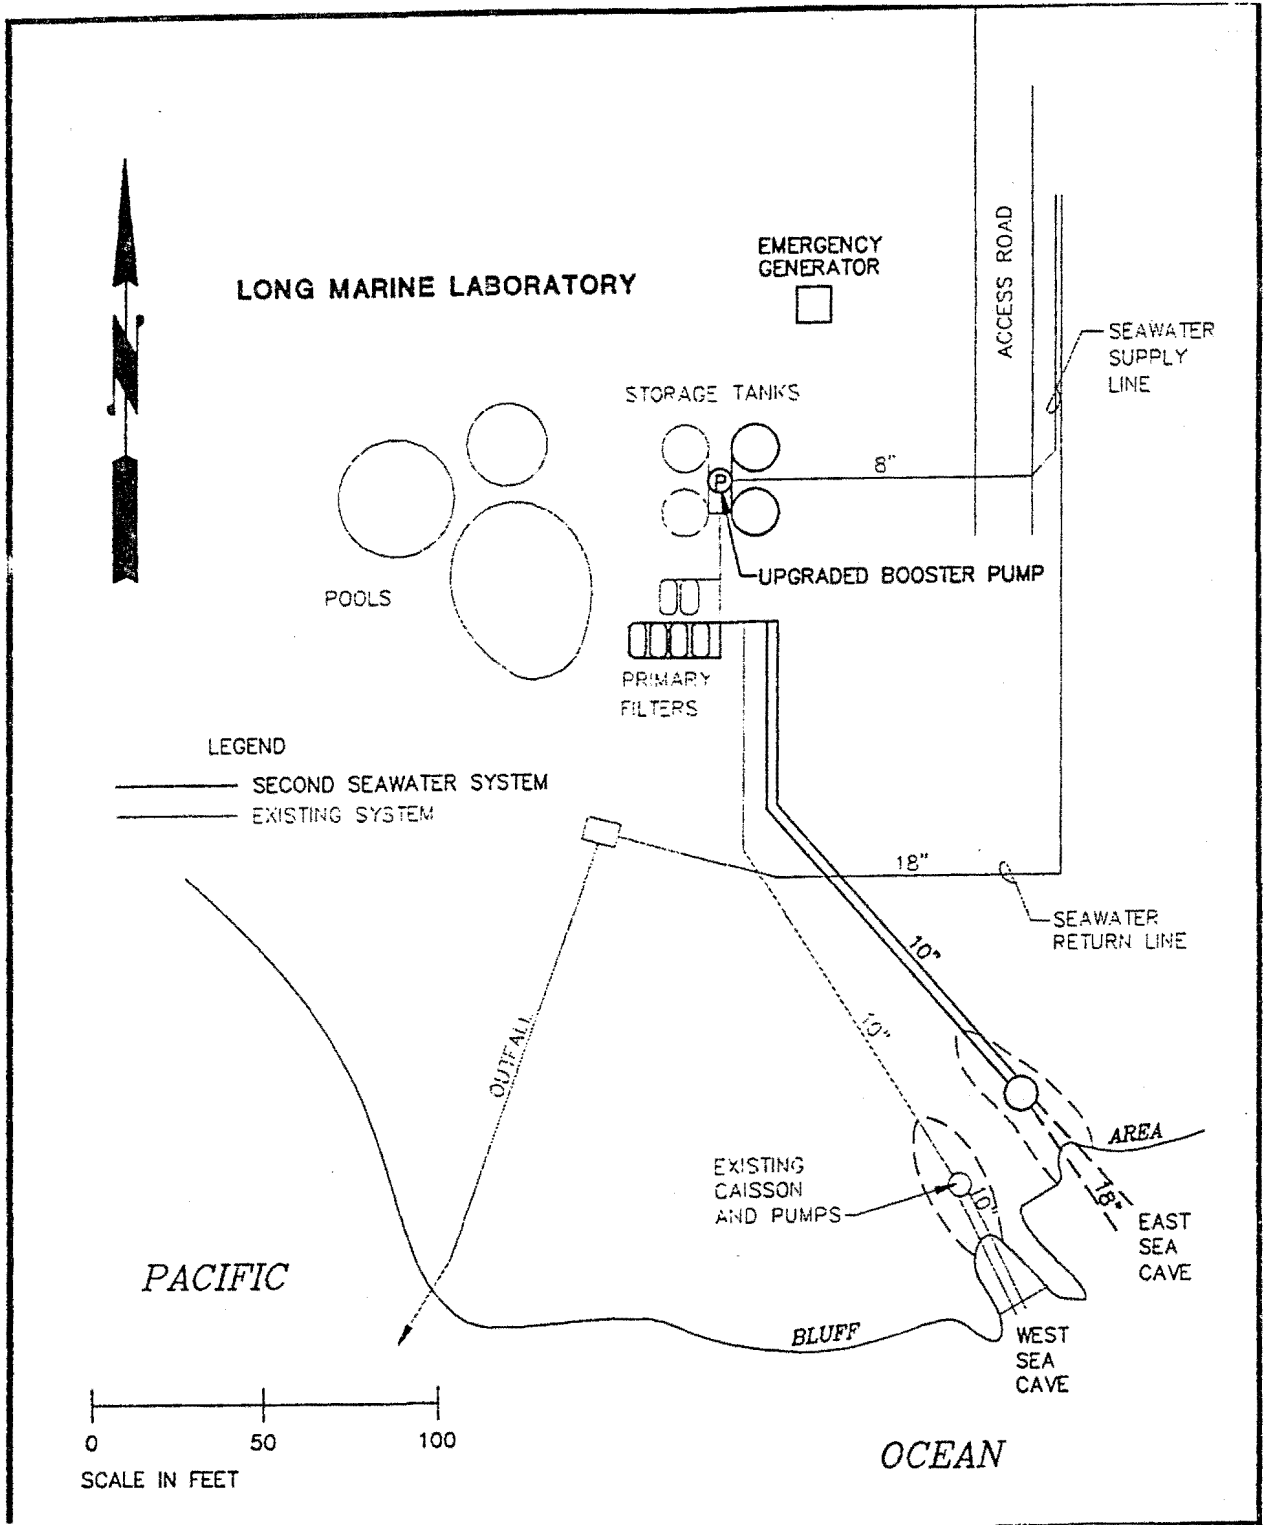 EMERGENCY
GENERATOR
LONG MARINE LABORATORY
ACCESS ROAD
SEAWATER
SUPPLY
LINE
N
STORAGE TANKS
8"
P
UPGRADED BOOSTER PUMP
POOLS
PRIMARY
FILTERS
LEGEND
SECOND SEAWATER SYSTEM
EXISTING SYSTEM
18"
SEAWATER
RETURN LINE
10"
10"
OUTFALL
AREA
EXISTING
CAISSON
AND PUMPS
10"
18"
EAST
SEA
CAVE
PACIFIC
BLUFF
WEST
SEA
CAVE
0 50 100
SCALE IN FEET
OCEAN